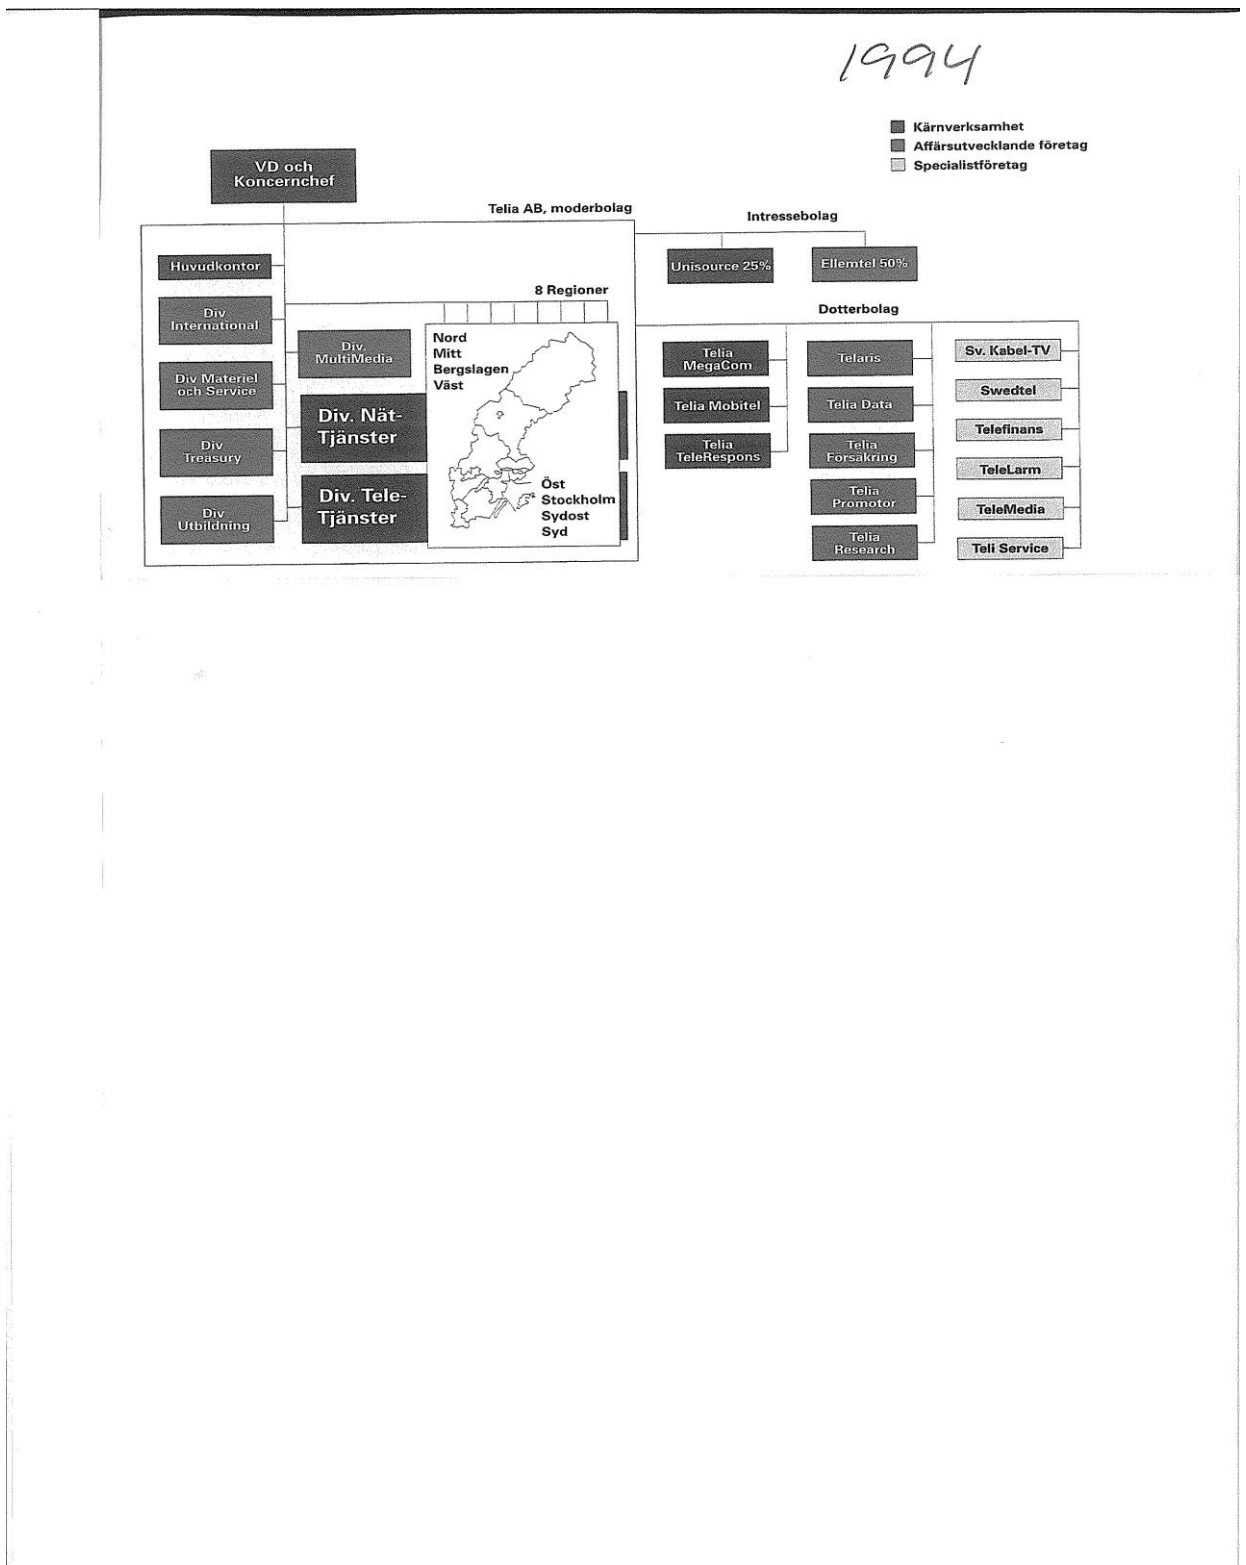 1994
Kärnverksamhet
Affärsutvecklande företag
Specialistföretag
VD och
Koncernchef
Telia AB, moderbolag
Intressebolag
Huvudkontor
Unisource 25%
Ellemtel 50%
Div
International
8 Regioner
Dotterbolag
Div.
MultiMedia
Nord
Mitt
Bergslagen
Väst
Div Materiel
och Service
Div. Nät-
Tjänster
Div
Treasury
Div. Tele-
Tjänster
Öst
Stockholm
Sydost
Syd
Div
Utbildning
Telia
MegaCom
Telia Mobitel
Telia
TeleRespons
Telaris
Telia Data
Telia
Försäkring
Telia
Promotor
Telia
Research
Sv. Kabel-TV
Swedtel
Telefinans
TeleLarm
TeleMedia
Teli Service